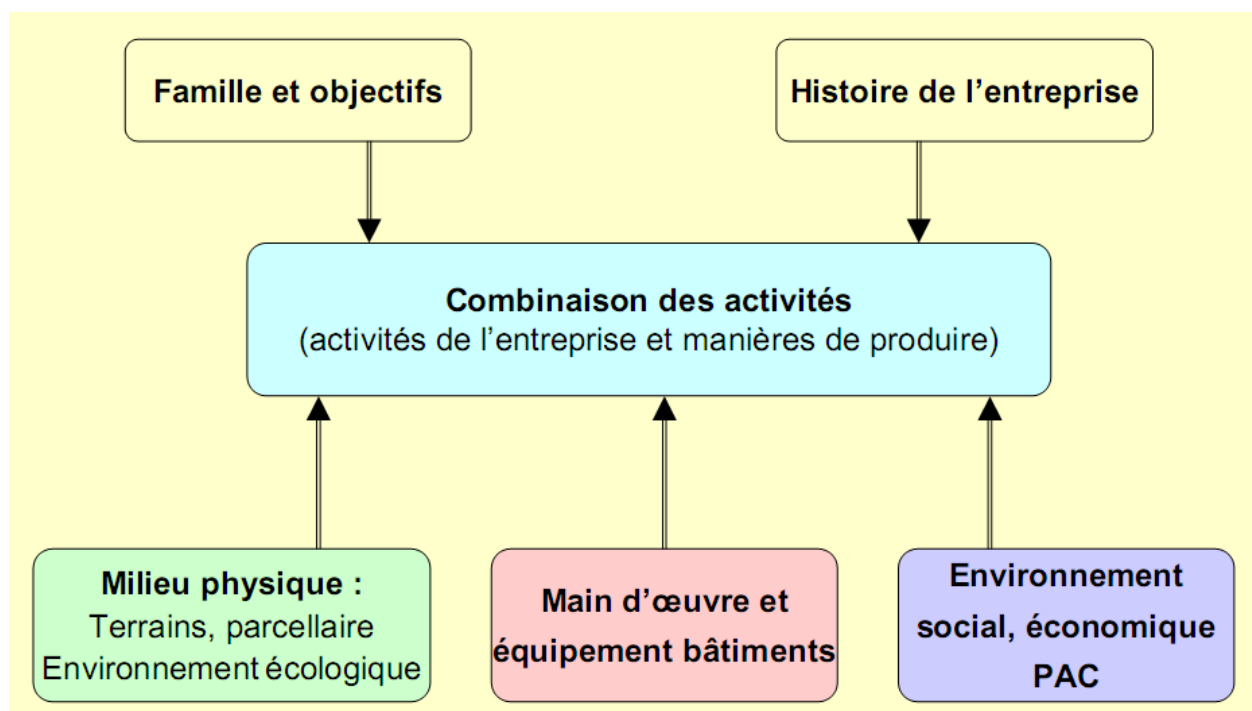 Famille et objectifs
Histoire de l’entreprise
Combinaison des activités
(activités de l’entreprise et manières de produire)
Milieu physique :
Terrains, parcellaire
Environnement écologique
Main d’œuvre et
équipement bâtiments
Environnement
social, économique
PAC